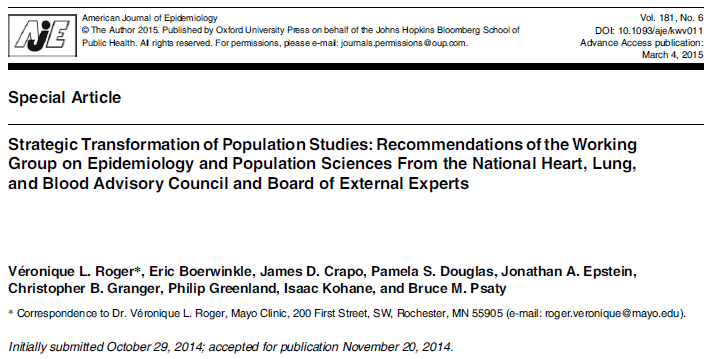 AJE
American Journal of Epidemiology
© The Author 2015. Published by Oxford University Press on behalf of the Johns Hopkins Bloomberg School of
Public Health. All rights reserved. For permissions, please e-mail: journals.permissions@oup.com.
Vol. 181, No. 6
DOI: 10.1093/aje/kwv011
Advance Access publication:
March 4, 2015
Special Article
Strategic Transformation of Population Studies: Recommendations of the Working
Group on Epidemiology and Population Sciences From the National Heart, Lung,
and Blood Advisory Council and Board of External Experts
Véronique L. Roger*, Eric Boerwinkle, James D. Crapo, Pamela S. Douglas, Jonathan A. Epstein,
Christopher B. Granger, Philip Greenland, Isaac Kohane, and Bruce M. Psaty
* Correspondence to Dr. Véronique L. Roger, Mayo Clinic, 200 First Street, SW, Rochester, MN 55905 (e-mail: roger.veronique@mayo.edu).
Initially submitted October 29, 2014; accepted for publication November 20, 2014.